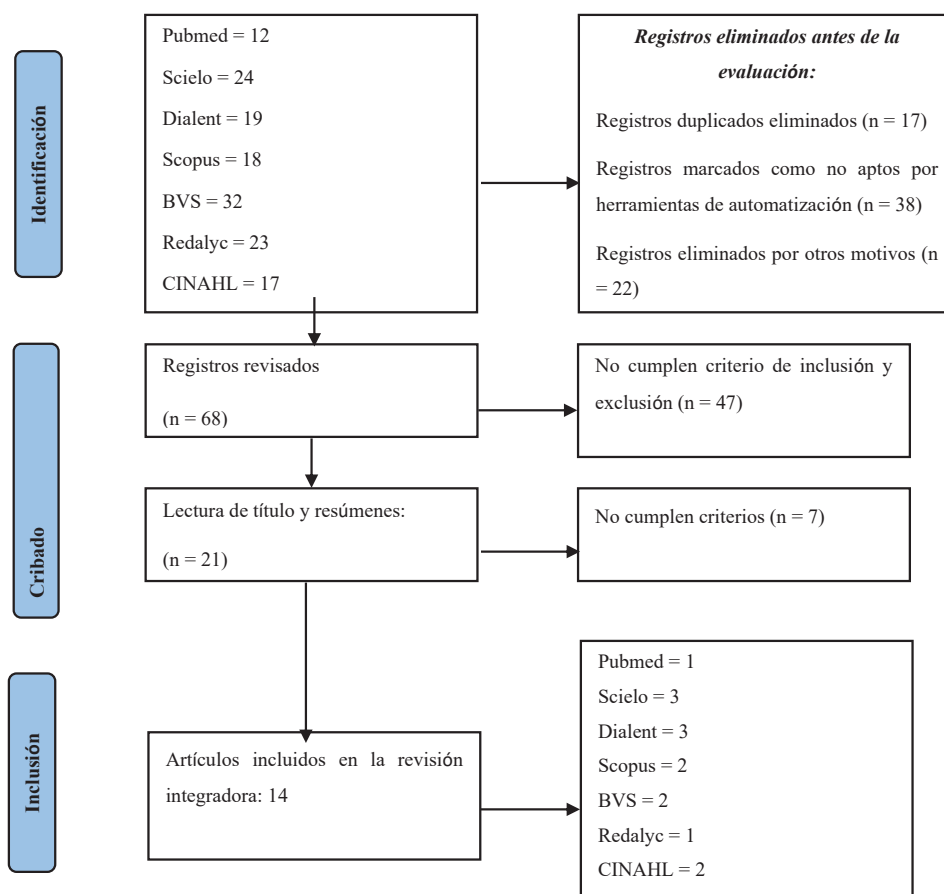 Identificación
Pubmed = 12
Scielo = 24
Dialent = 19
Scopus = 18
BVS = 32
Redalyc = 23
CINAHL = 17
Registros eliminados antes de la
evaluación:
Registros duplicados eliminados (n = 17)
Registros marcados como no aptos por
herramientas de automatización (n = 38)
Registros eliminados por otros motivos (n
= 22)
Cribado
Registros revisados
(n = 68)
No cumplen criterio de inclusión y
exclusión (n = 47)
Lectura de título y resúmenes:
(n = 21)
No cumplen criterios (n = 7)
Inclusión
Artículos incluidos en la revisión
integradora: 14
Pubmed = 1
Scielo = 3
Dialent = 3
Scopus = 2
BVS = 2
Redalyc = 1
CINAHL = 2